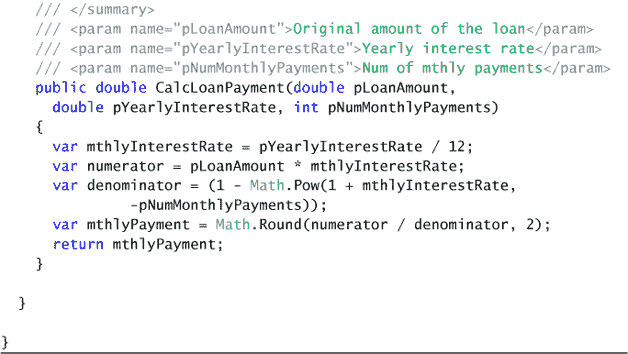 /// </summary>
/// <param name="pLoanAmount">Original amount of the loan</param>
/// <param name="pYearlyInterestRate">Yearly interest rate</param>
/// <param name="pNumMonthlyPayments">Num of mthly payments</param>
public double CalcLoanPayment(double pLoanAmount,
double pYearlyInterestRate, int pNumMonthlyPayments)
{
var mthlyInterestRate = pYearlyInterestRate / 12;
var numerator = pLoanAmount * mthlyInterestRate;
var denominator = (1 - Math.Pow(1 + mthlyInterestRate,
-pNumMonthlyPayments));
var mthlyPayment = Math.Round(numerator / denominator, 2);
return mthlyPayment;
}
}
}